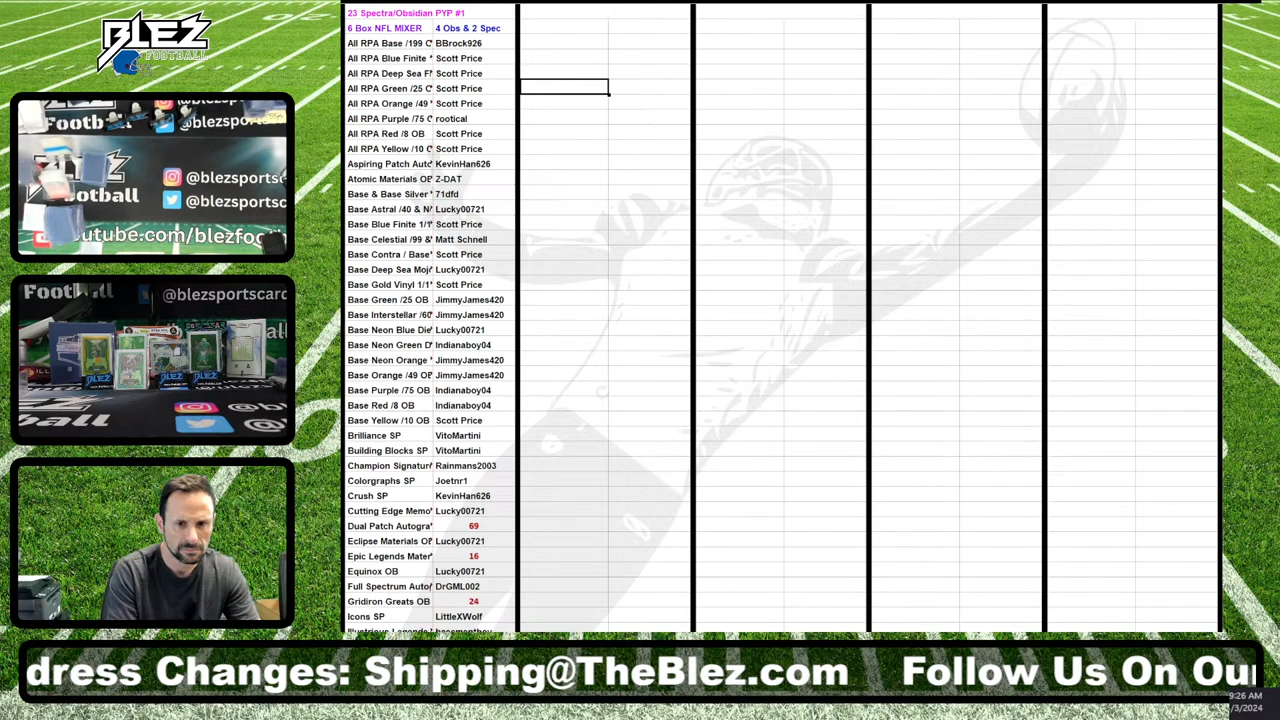 BLEZ
FOOTBALL
Football
@blezsportsc
@blezsportsc
outube.com/blezfootb
@blezsportscard
BLEZ
23 Spectra/Obsidian PYP #1
6 Box NFL MIXER 4 Obs & 2 Spec
All RPA Base /199 BBrock926
All RPA Blue Finite Scott Price
All RPA Deep Sea Scott Price
All RPA Green /25 Scott Price
All RPA Orange /49 Scott Price
All RPA Purple /75 rootical
All RPA Red /8 OB Scott Price
All RPA Yellow /10 Scott Price
Aspiring Patch Auto KevinHan626
Atomic Materials OB Z-DAT
Base & Base Silver 71dfd
Base Astral /40 & N Lucky00721
Base Blue Finite 1/1 Scott Price
Base Celestial /99 & Matt Schnell
Base Contra / Base Scott Price
Base Deep Sea Moj Lucky00721
Base Gold Vinyl 1/1 Scott Price
Base Green /25 OB JimmyJames420
Base Interstellar /60 JimmyJames420
Base Neon Blue Die Lucky00721
Base Neon Green D Indianaboy04
Base Neon Orange JimmyJames420
Base Orange /49 OB JimmyJames420
Base Purple /75 OB Indianaboy04
Base Red /8 OB Indianaboy04
Base Yellow /10 OB Scott Price
Brilliance SP VitoMartini
Building Blocks SP VitoMartini
Champion Signatur Rainmans2003
Colorgraphs SP Joetnr1
Crush SP KevinHan626
Cutting Edge Memo Lucky00721
Dual Patch Autogra 69
Eclipse Materials OB Lucky00721
Epic Legends Mater 16
Equinox OB Lucky00721
Full Spectrum Auto DrGML002
Gridiron Greats OB 24
Icons SP LittleXWolf
dress Changes: Shipping@TheBlez.com Follow Us On Our
9:26 AM
/3/2024